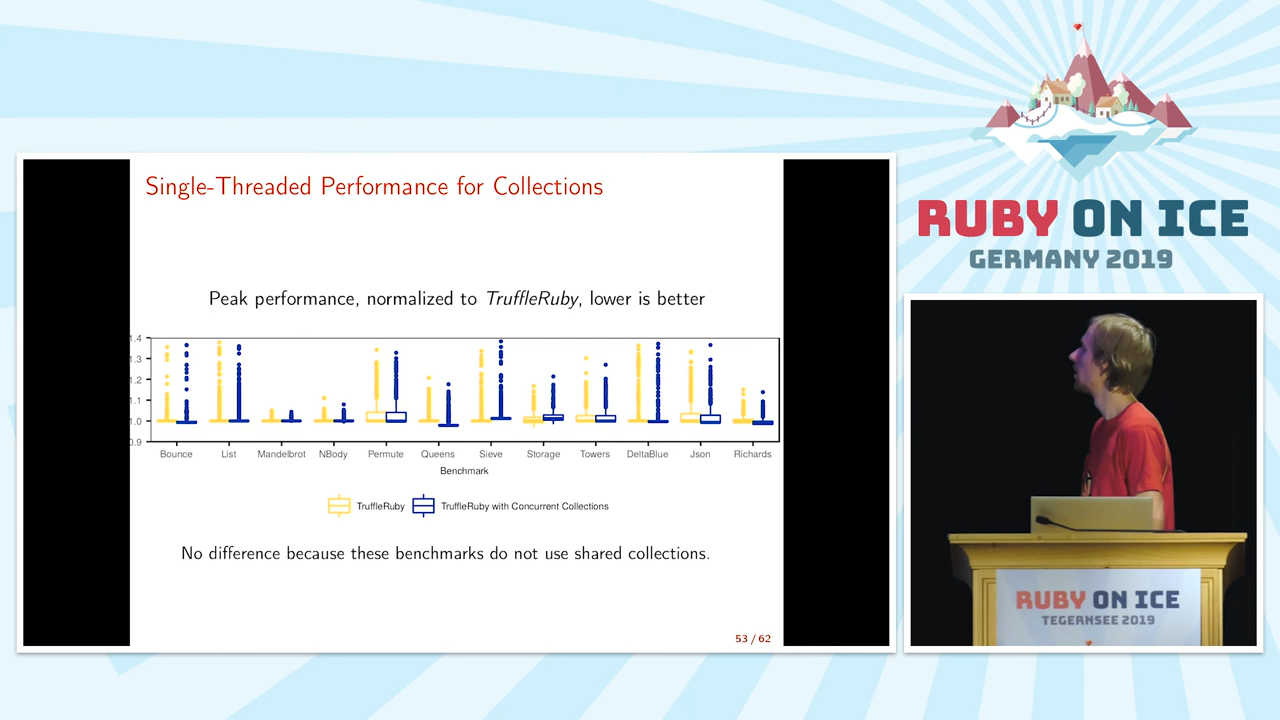 Single-Threaded Performance for Collections
Peak performance, normalized to TruffleRuby, lower is better
1.4
1.3
1.2
1.1
1.0
0.9
Bounce List Mandelbrot NBody Permute Queens Sieve Storage Towers DeltaBlue Json Richards
Benchmark
TruffleRuby TruffleRuby with Concurrent Collections
No difference because these benchmarks do not use shared collections.
53 / 62
RUBY ON ICE
GERMANY 2019
RUBY ON ICE
TEGERNSEE 2019